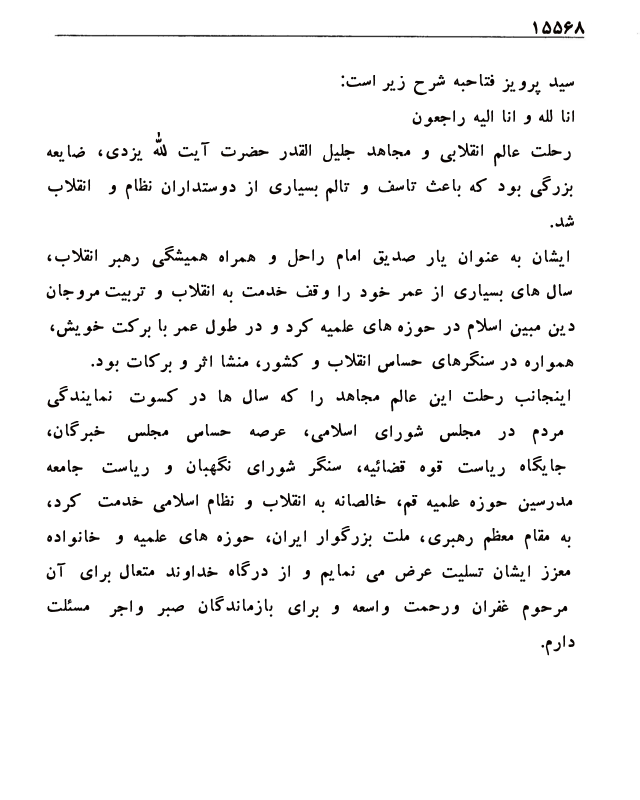 ۱۵۵۶۸
سید پرویز فتاحبه شرح زیر است:
انا لله و انا الیه راجعون
رحلت عالم انقلابی و مجاهد جلیل القدر حضرت آیت الله یزدی، ضایعه
بزرگی بود که باعث تاسف و تالم بسیاری از دوستداران نظام و انقلاب
شد.
ایشان به عنوان یار صدیق امام راحل و همراه همیشگی رهبر انقلاب،
سال های بسیاری از عمر خود را وقف خدمت به انقلاب و تربیت مروجان
دین مبین اسلام در حوزه های علمیه کرد و در طول عمر با برکت خویش،
همواره در سنگرهای حساس انقلاب و کشور، منشا اثر و برکات بود.
اینجانب رحلت این عالم مجاهد را که سال ها در کسوت نمایندگی
مردم در مجلس شورای اسلامی، عرصه حساس مجلس خبرگان،
جایگاه ریاست قوه قضائیه، سنگر شورای نگهبان و ریاست جامعه
مدرسین حوزه علمیه قم، خالصانه به انقلاب و نظام اسلامی خدمت کرد،
به مقام معظم رهبری، ملت بزرگوار ایران، حوزه های علمیه و خانواده
معزز ایشان تسلیت عرض می نمایم و از درگاه خداوند متعال برای آن
مرحوم غفران ورحمت واسعه و برای بازماندگان صبر واجر مسئلت
دارم.